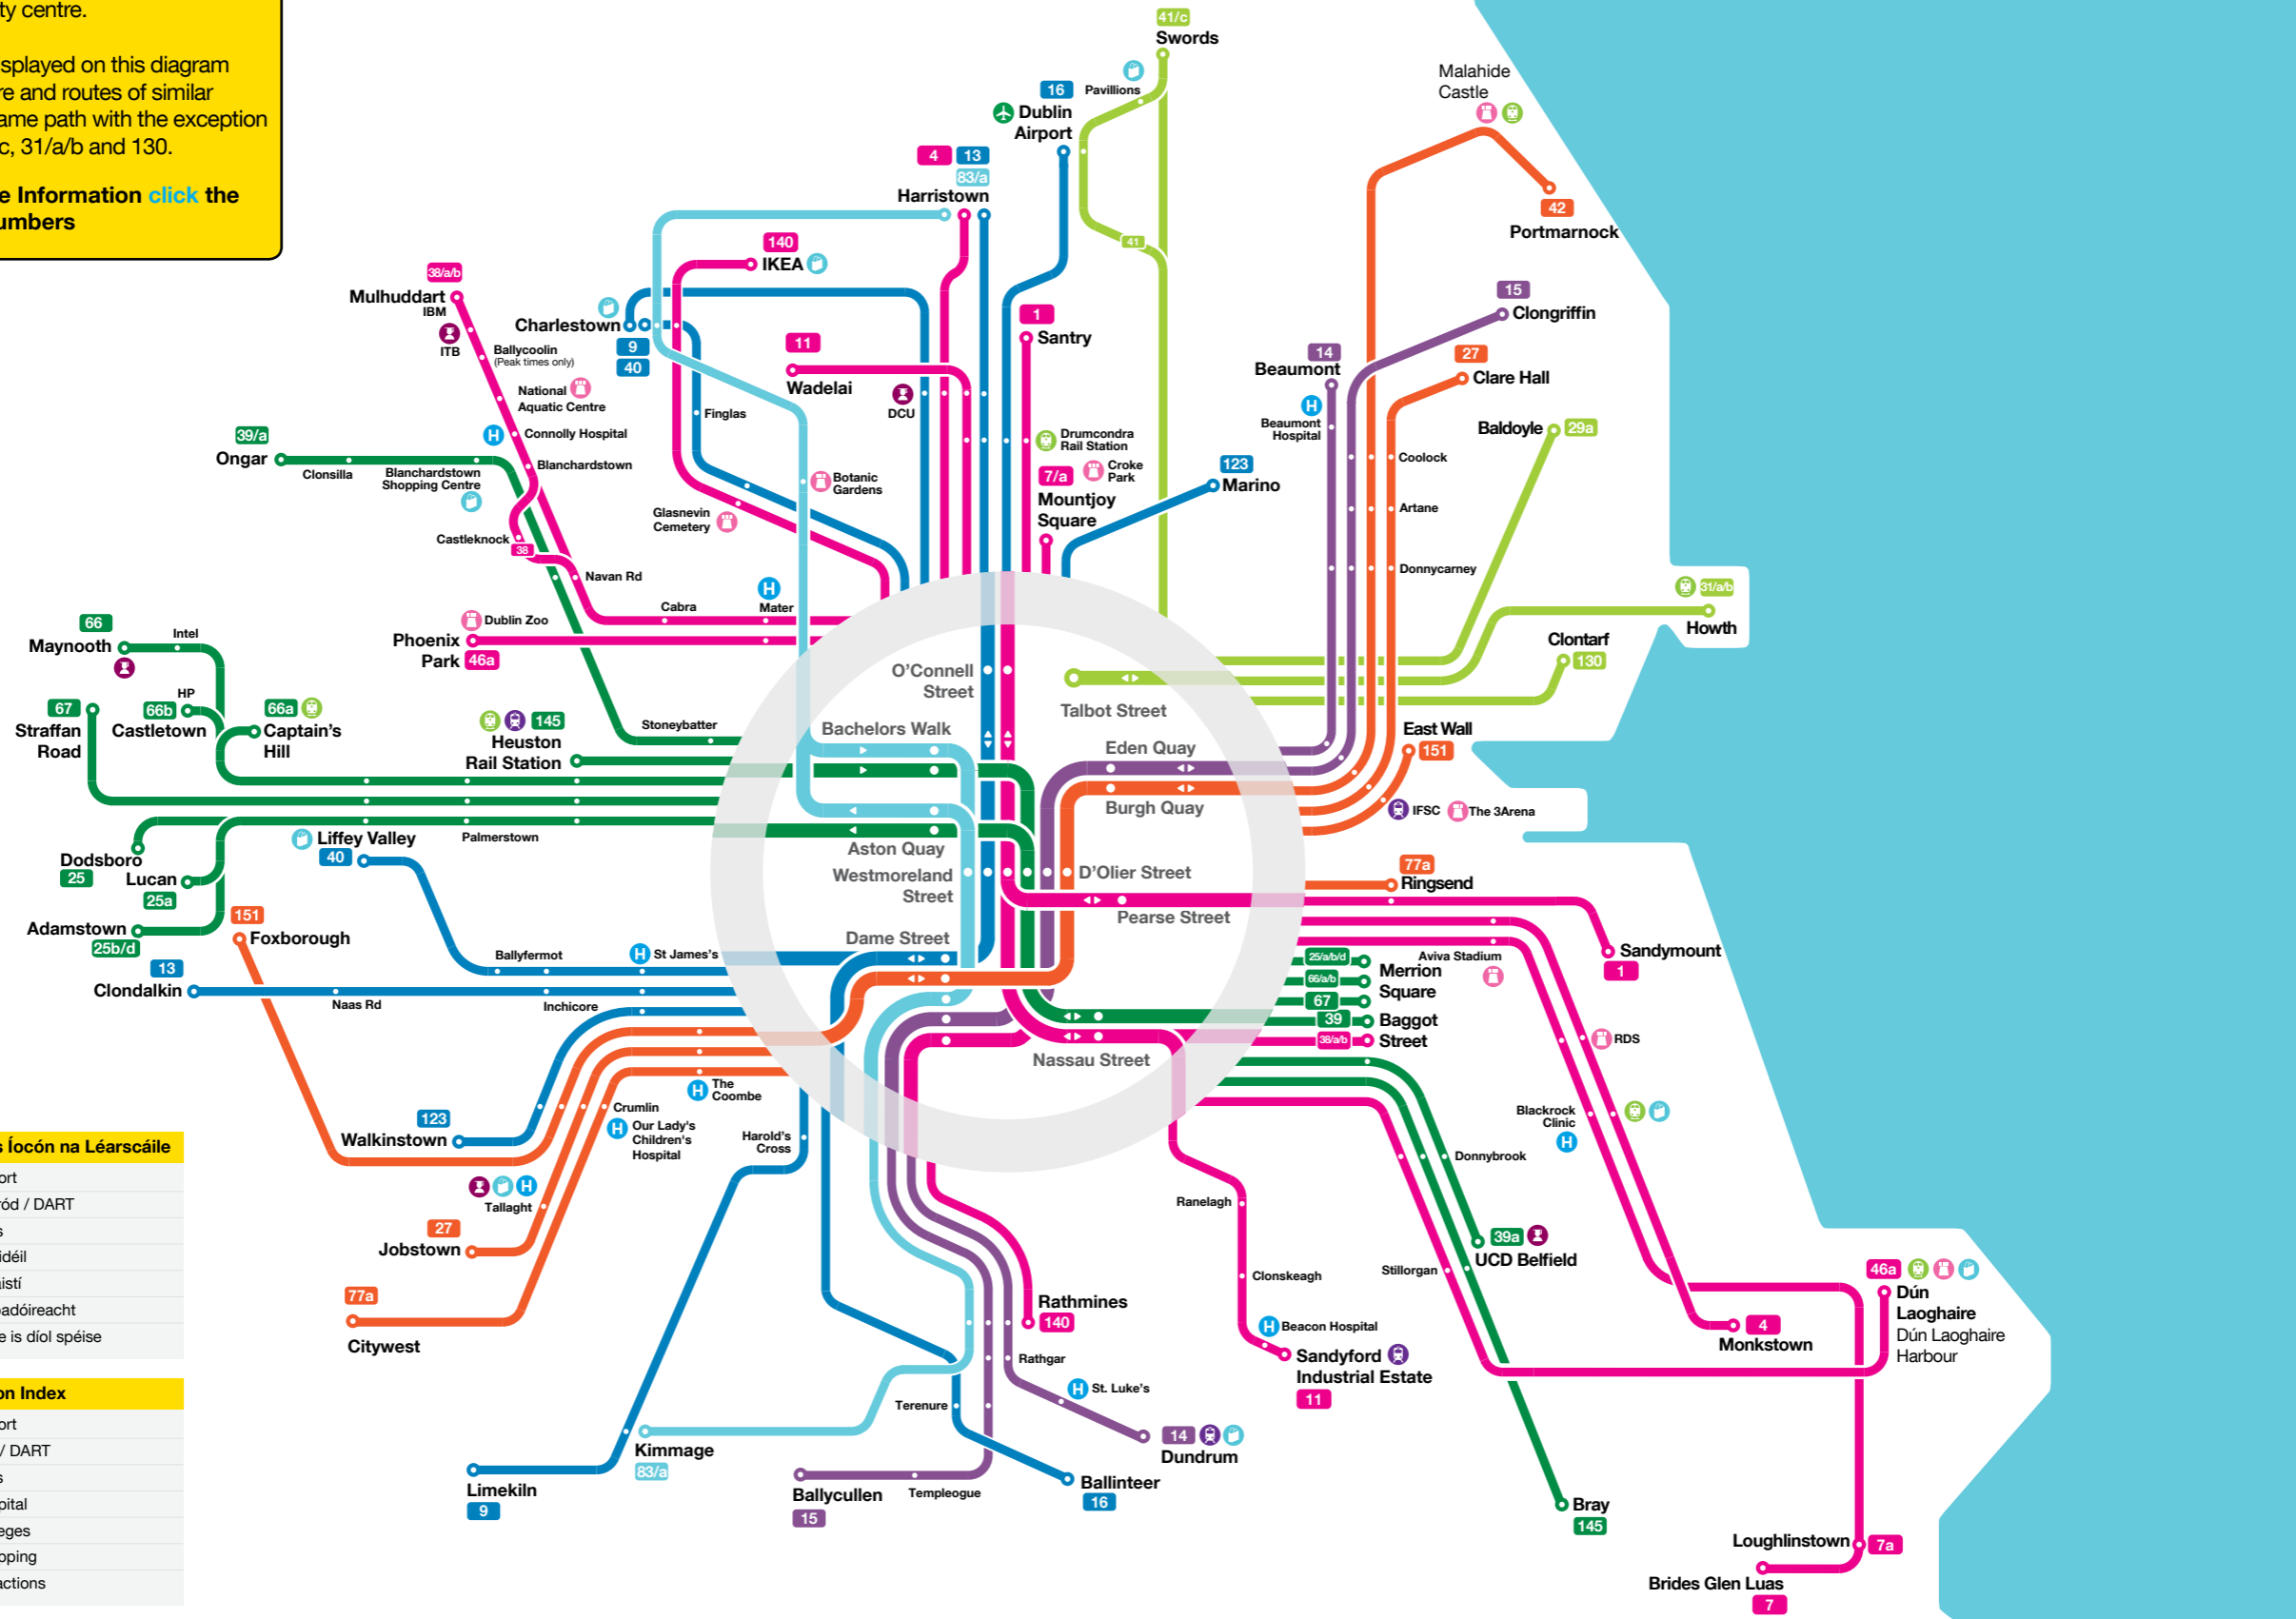 ty centre.
splayed on this diagram
re and routes of similar
ame path with the exception
c, 31/a/b and 130.
e Information click the
umbers
41/c
Swords
Pavillions
16
Dublin
Airport
4
13
83/a
Harristown
41
Malahide
Castle
42
Portmarnock
140
IKEA
38/a/b
Mulhuddart
IBM
ITB
Ballycoolin
(Peak times only)
National
Aquatic Centre
Connolly Hospital
Blanchardstown
Charlestown
9
40
11
Wadelai
1
Santry
DCU
Finglas
15
Clongriffin
14
Beaumont
Beaumont
Hospital
27
Clare Hall
Baldoyle
29a
Coolock
Artane
Donnycarney
39/a
Ongar
Clonsilla
Blanchardstown
Shopping Centre
Castleknock
38
Navan Rd
Botanic
Gardens
Glasnevin
Cemetery
Drumcondra
Rail Station
Croke
Park
7/a
Mountjoy
Square
123
Marino
Mater
Cabra
Dublin Zoo
Phoenix
Park
46a
31/a/b
Howth
Clontarf
130
66
Maynooth
Intel
HP
67
Straffan
Road
66b
Castletown
66a
Captain's
Hill
145
Heuston
Rail Station
Stoneybatter
O'Connell
Street
Talbot Street
Bachelors Walk
Eden Quay
Burgh Quay
Aston Quay
Westmoreland
Street
D'Olier Street
Pearse Street
Dame Street
Nassau Street
East Wall
151
IFSC
The 3Arena
Liffey Valley
40
Palmerstown
Dodsboro
25
Lucan
25a
Adamstown
25b/d
151
Foxborough
13
Clondalkin
Naas Rd
Ballyfermot
Inchicore
St James's
77a
Ringsend
Sandymount
1
Aviva Stadium
25/a/b/d
66/a/b
Merrion
Square
67
39
38/a/b
Baggot
Street
RDS
Blackrock
Clinic
Donnybrook
The
Coombe
Crumlin
Our Lady's
Children's
Hospital
Harold's
Cross
123
Walkinstown
Tallaght
27
Jobstown
77a
Citywest
Ranelagh
Clonskeagh
Stillorgan
39a
UCD Belfield
46a
Dún
Laoghaire
Dún Laoghaire
Harbour
4
Monkstown
Rathmines
140
Rathgar
Beacon Hospital
Sandyford
Industrial Estate
11
St. Luke's
14
Dundrum
Terenure
Kimmage
83/a
Limekiln
9
Ballycullen
15
Templeogue
Ballinteer
16
Bray
145
Loughlinstown
7a
Brides Glen Luas
7
s Íocón na Léarscáile
ort
ród / DART
s
idéil
aistí
adóireacht
e is díol spéise
on Index
ort
/ DART
s
pital
eges
pping
actions